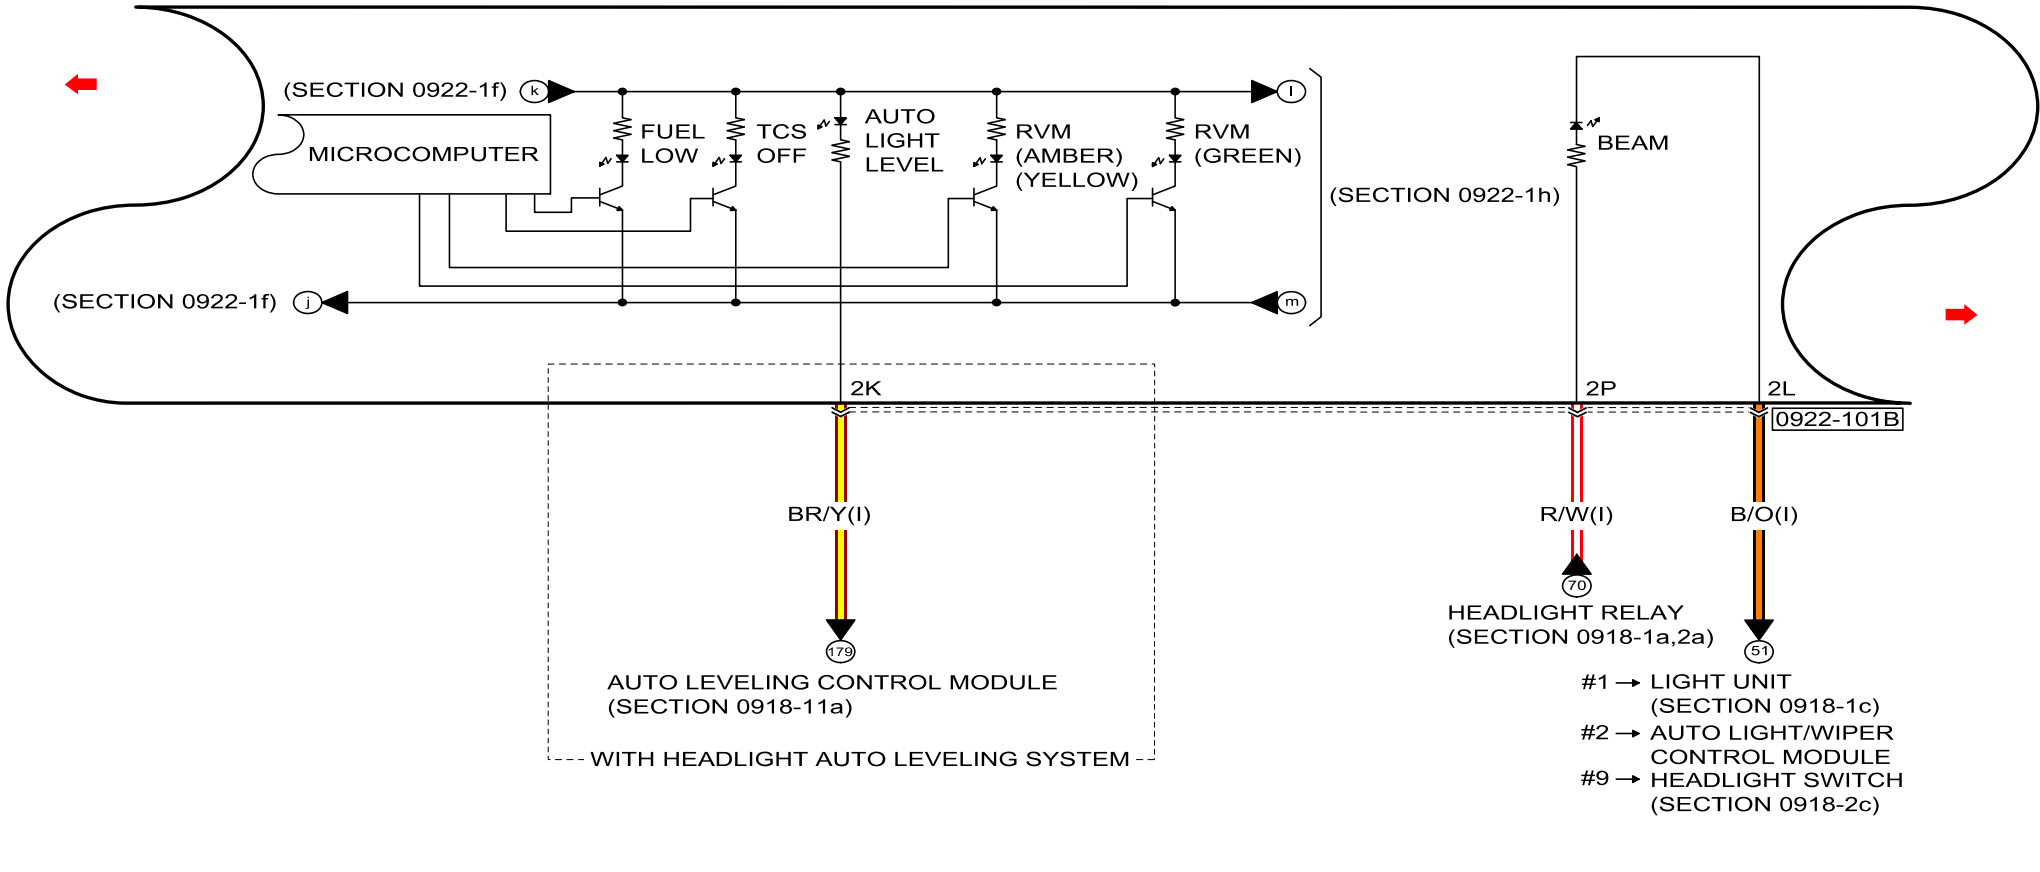 (SECTION 0922-1f) k
l
MICROCOMPUTER
FUEL
LOW
TCS
OFF
AUTO
LIGHT
LEVEL
RVM
(AMBER)
(YELLOW)
RVM
(GREEN)
(SECTION 0922-1h)
BEAM
(SECTION 0922-1f) j
m
2K
2P
2L
0922-101B
BR/Y(I)
R/W(I)
B/O(I)
70
HEADLIGHT RELAY
(SECTION 0918-1a,2a)
179
AUTO LEVELING CONTROL MODULE
(SECTION 0918-11a)
WITH HEADLIGHT AUTO LEVELING SYSTEM
51
#1 → LIGHT UNIT
(SECTION 0918-1c)
#2 → AUTO LIGHT/WIPER
CONTROL MODULE
#9 → HEADLIGHT SWITCH
(SECTION 0918-2c)